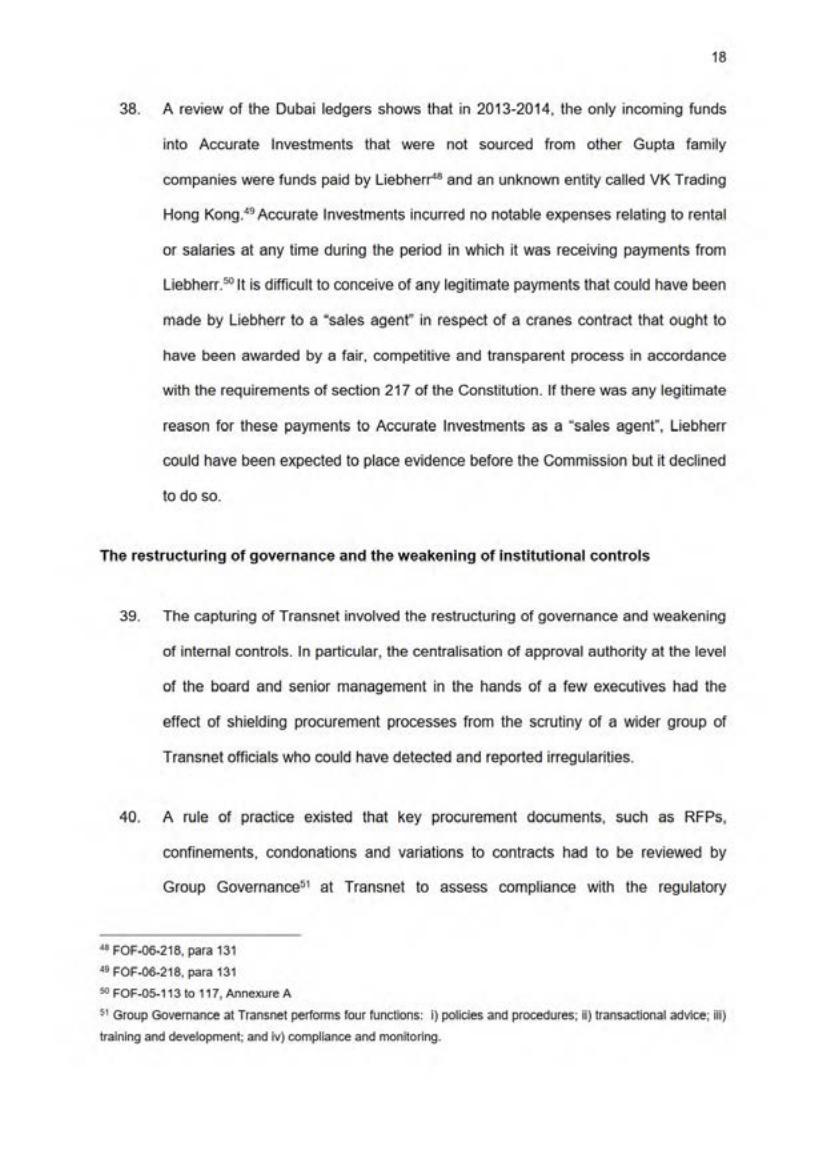 18
38. A review of the Dubai ledgers shows that in 2013-2014, the only incoming funds
into Accurate Investments that were not sourced from other Gupta family
companies were funds paid by Liebherr⁴⁸ and an unknown entity called VK Trading
Hong Kong.⁴⁹ Accurate Investments incurred no notable expenses relating to rental
or salaries at any time during the period in which it was receiving payments from
Liebherr.⁵⁰ It is difficult to conceive of any legitimate payments that could have been
made by Liebherr to a “sales agent” in respect of a cranes contract that ought to
have been awarded by a fair, competitive and transparent process in accordance
with the requirements of section 217 of the Constitution. If there was any legitimate
reason for these payments to Accurate Investments as a “sales agent”, Liebherr
could have been expected to place evidence before the Commission but it declined
to do so.
The restructuring of governance and the weakening of institutional controls
39. The capturing of Transnet involved the restructuring of governance and weakening
of internal controls. In particular, the centralisation of approval authority at the level
of the board and senior management in the hands of a few executives had the
effect of shielding procurement processes from the scrutiny of a wider group of
Transnet officials who could have detected and reported irregularities.
40. A rule of practice existed that key procurement documents, such as RFPs,
confinements, condonations and variations to contracts had to be reviewed by
Group Governance⁵¹ at Transnet to assess compliance with the regulatory
⁴⁸ FOF-06-218, para 131
⁴⁹ FOF-06-218, para 131
⁵⁰ FOF-05-113 to 117, Annexure A
⁵¹ Group Governance at Transnet performs four functions: i) policies and procedures; ii) transactional advice; iii)
training and development; and iv) compliance and monitoring.